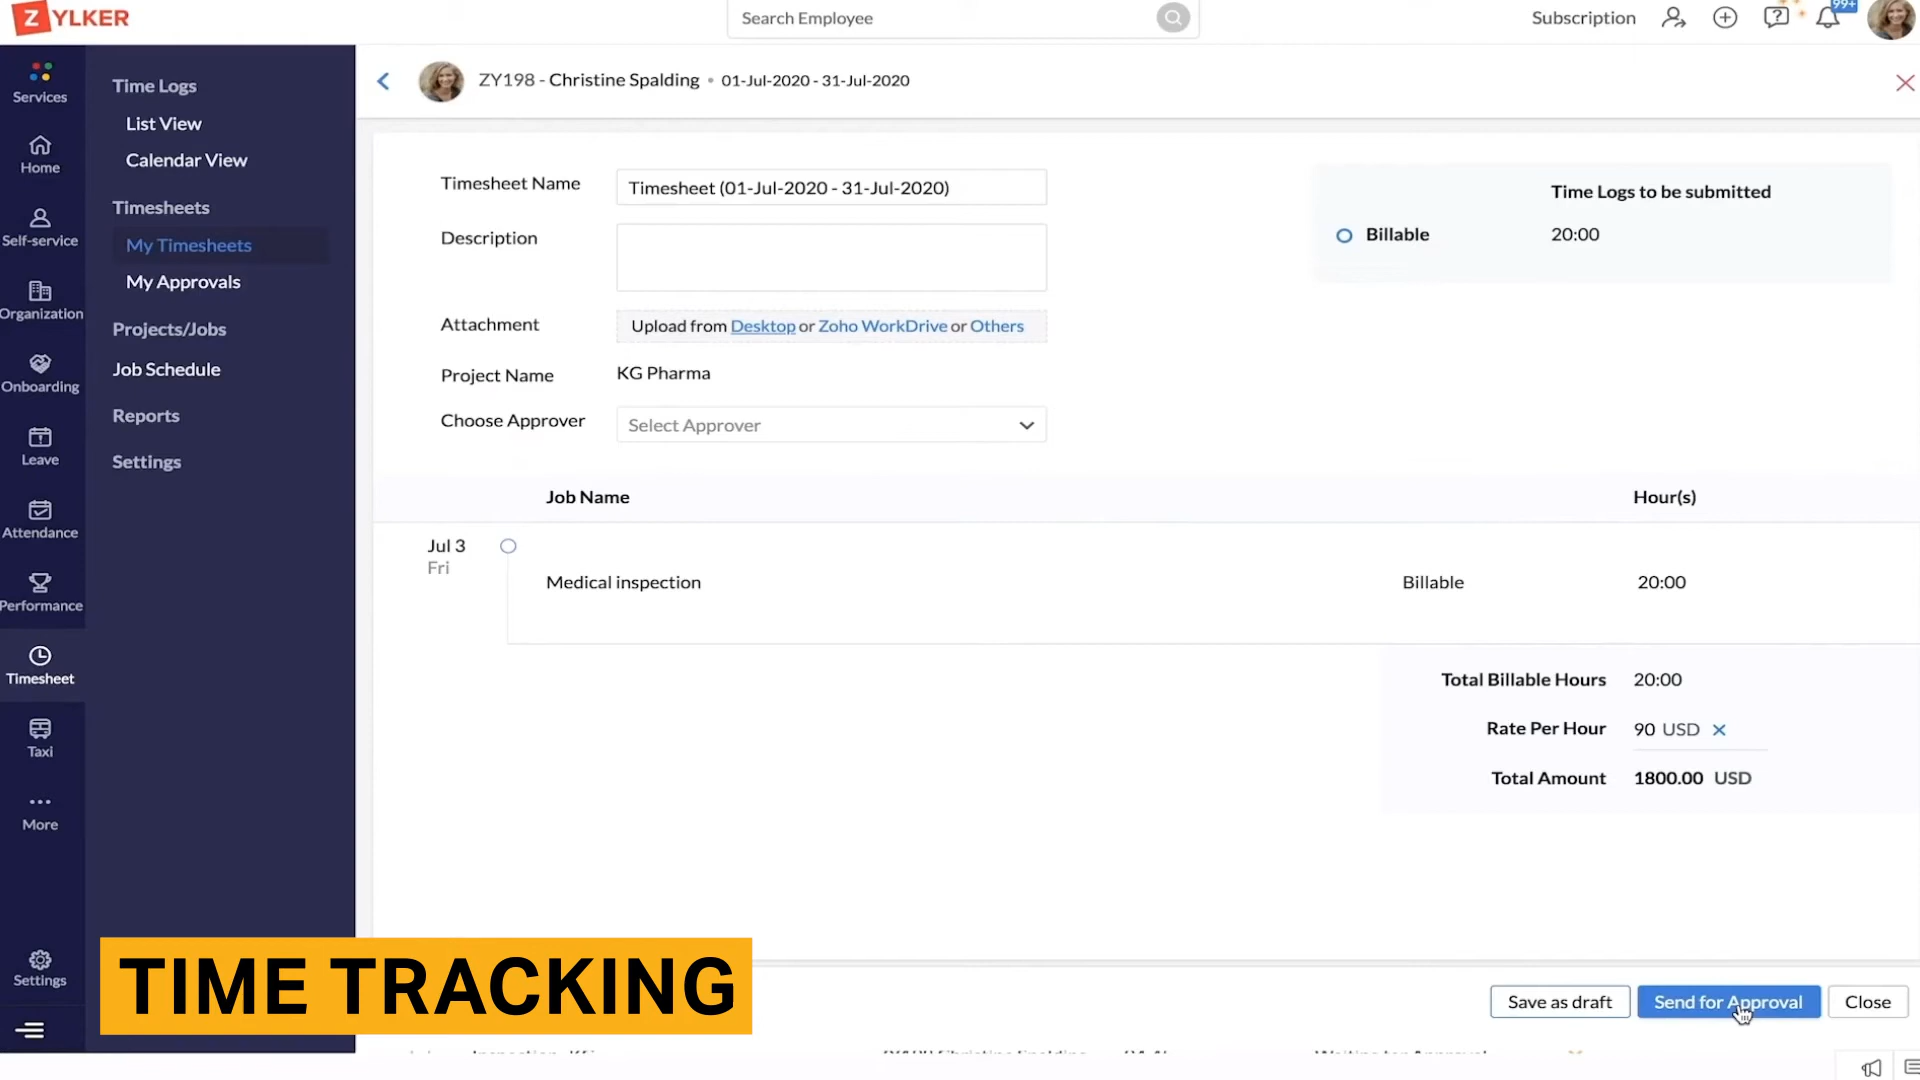 ZYLKER
Search Employee
Subscription
99+
Services
Home
Self-service
Organization
Onboarding
Leave
Attendance
Performance
Timesheet
Taxi
More
Settings
Time Logs
List View
Calendar View
Timesheets
My Timesheets
My Approvals
Projects/Jobs
Job Schedule
Reports
Settings
ZY198 - Christine Spalding • 01-Jul-2020 - 31-Jul-2020
Timesheet Name Timesheet (01-Jul-2020 - 31-Jul-2020)
Description
Attachment Upload from Desktop or Zoho WorkDrive or Others
Project Name KG Pharma
Choose Approver Select Approver
Time Logs to be submitted
Billable 20:00
Job Name Hour(s)
Jul 3
Fri
Medical inspection Billable 20:00
Total Billable Hours 20:00
Rate Per Hour 90 USD
Total Amount 1800.00 USD
Save as draft Send for Approval Close
TIME TRACKING